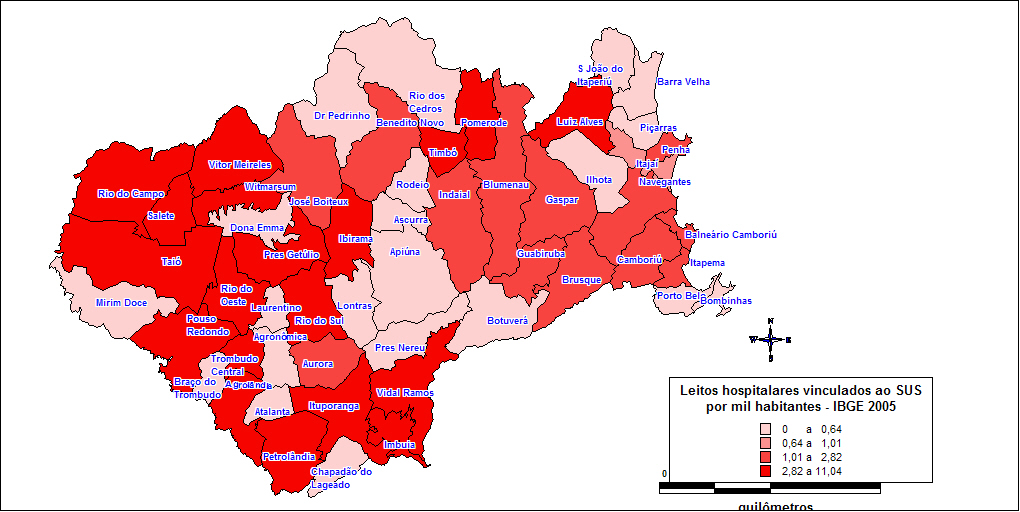 S João do
Itaperiú
Barra Velha
Rio dos
Cedros
Dr Pedrinho
Benedito Novo
Pomerode
Luiz Alves
Piçarras
Penha
Timbó
Vitor Meireles
Itajaí
Ilhota
Navegantes
Rio do Campo
Witmarsum
Rodeio
Indaial
Blumenau
Gaspar
José Boiteux
Salete
Dona Emma
Ascurra
Balneário Camboriú
Ibirama
Apiúna
Pres Getúlio
Guabiruba
Camboriú
Itapema
Taió
Brusque
Rio do
Oeste
Mirim Doce
Laurentino
Lontras
Porto Belo
Bombinhas
Pouso
Redondo
Rio do Sul
Botuverá
Agronômica
Pres Nereu
Trombudo
Central
Aurora
Braço do
Trombudo
Agrolândia
Vidal Ramos
Atalanta
Ituporanga
Imbuia
Petrolândia
Chapadão do
Lageado
N
W E
S
Leitos hospitalares vinculados ao SUS
por mil habitantes - IBGE 2005
0 a 0,64
0,64 a 1,01
1,01 a 2,82
2,82 a 11,04
0
quilômetros